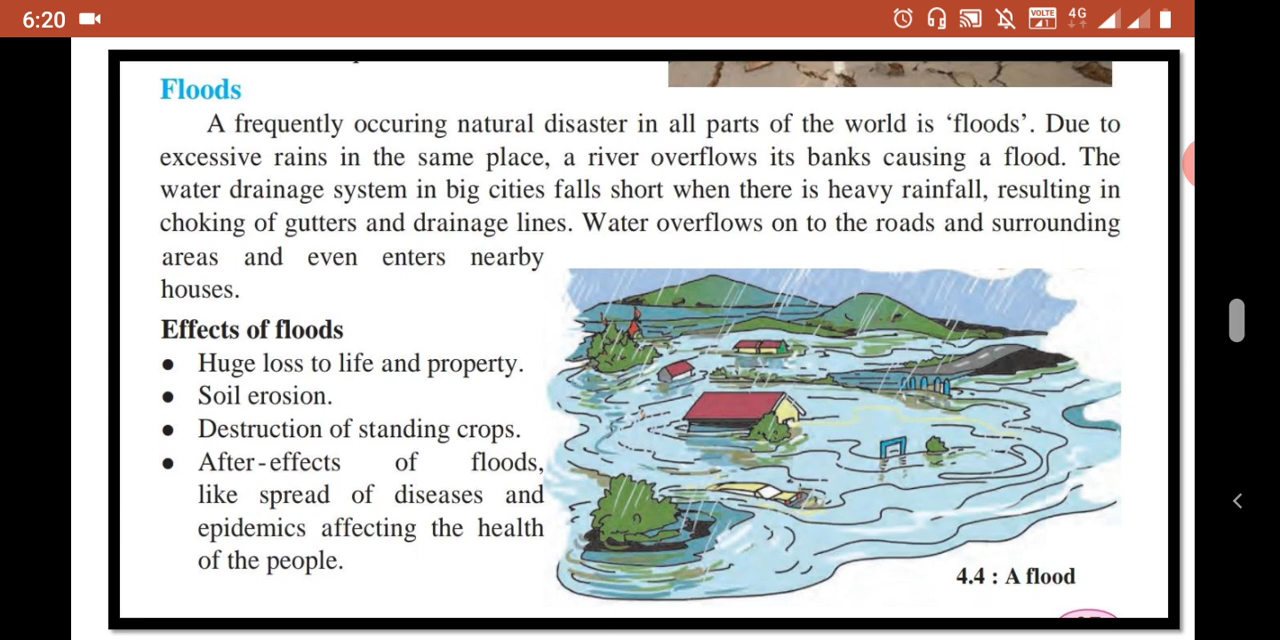 6:20
VOLTE
4G
Floods
A frequently occuring natural disaster in all parts of the world is ‘floods’. Due to
excessive rains in the same place, a river overflows its banks causing a flood. The
water drainage system in big cities falls short when there is heavy rainfall, resulting in
choking of gutters and drainage lines. Water overflows on to the roads and surrounding
areas and even enters nearby
houses.
Effects of floods
● Huge loss to life and property.
● Soil erosion.
● Destruction of standing crops.
● After-effects of floods,
like spread of diseases and
epidemics affecting the health
of the people.
4.4 : A flood